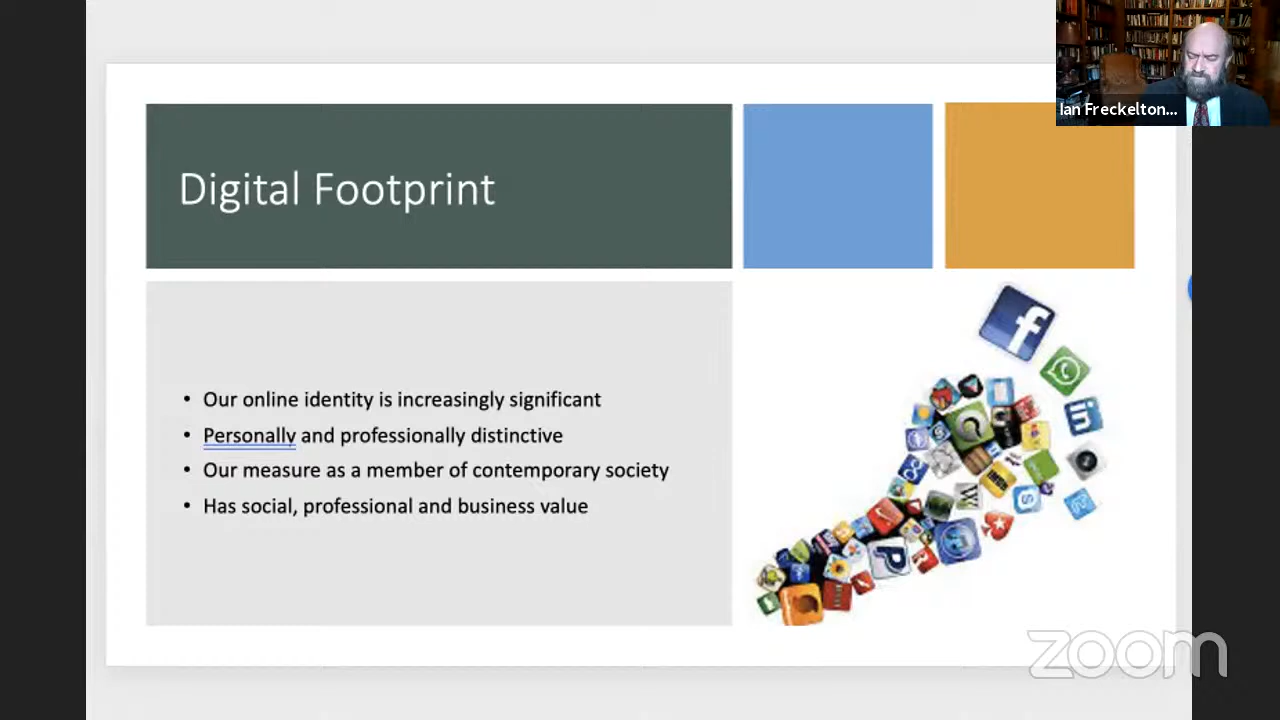 Ian Freckelton...
Digital Footprint
• Our online identity is increasingly significant
• Personally and professionally distinctive
• Our measure as a member of contemporary society
• Has social, professional and business value
zoom